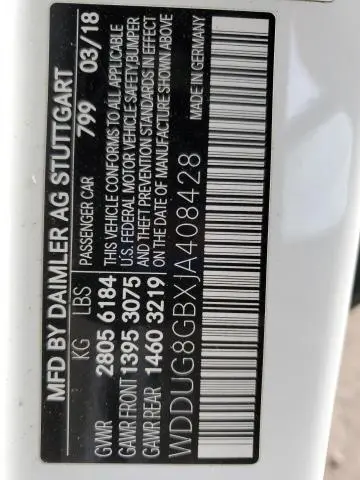 MFD BY DAIMLER AG STUTTGART
KG LBS PASSENGER CAR 799 03/18
GVWR 2805 6184 THIS VEHICLE CONFORMS TO ALL APPLICABLE
GAWR FRONT 1395 3075 U.S. FEDERAL MOTOR VEHICLE SAFETY/BUMPER
GAWR REAR 1460 3219 AND THEFT PREVENTION STANDARDS IN EFFECT
ON THE DATE OF MANUFACTURE SHOWN ABOVE
WDDUG8GBXJA408428 MADE IN GERMANY